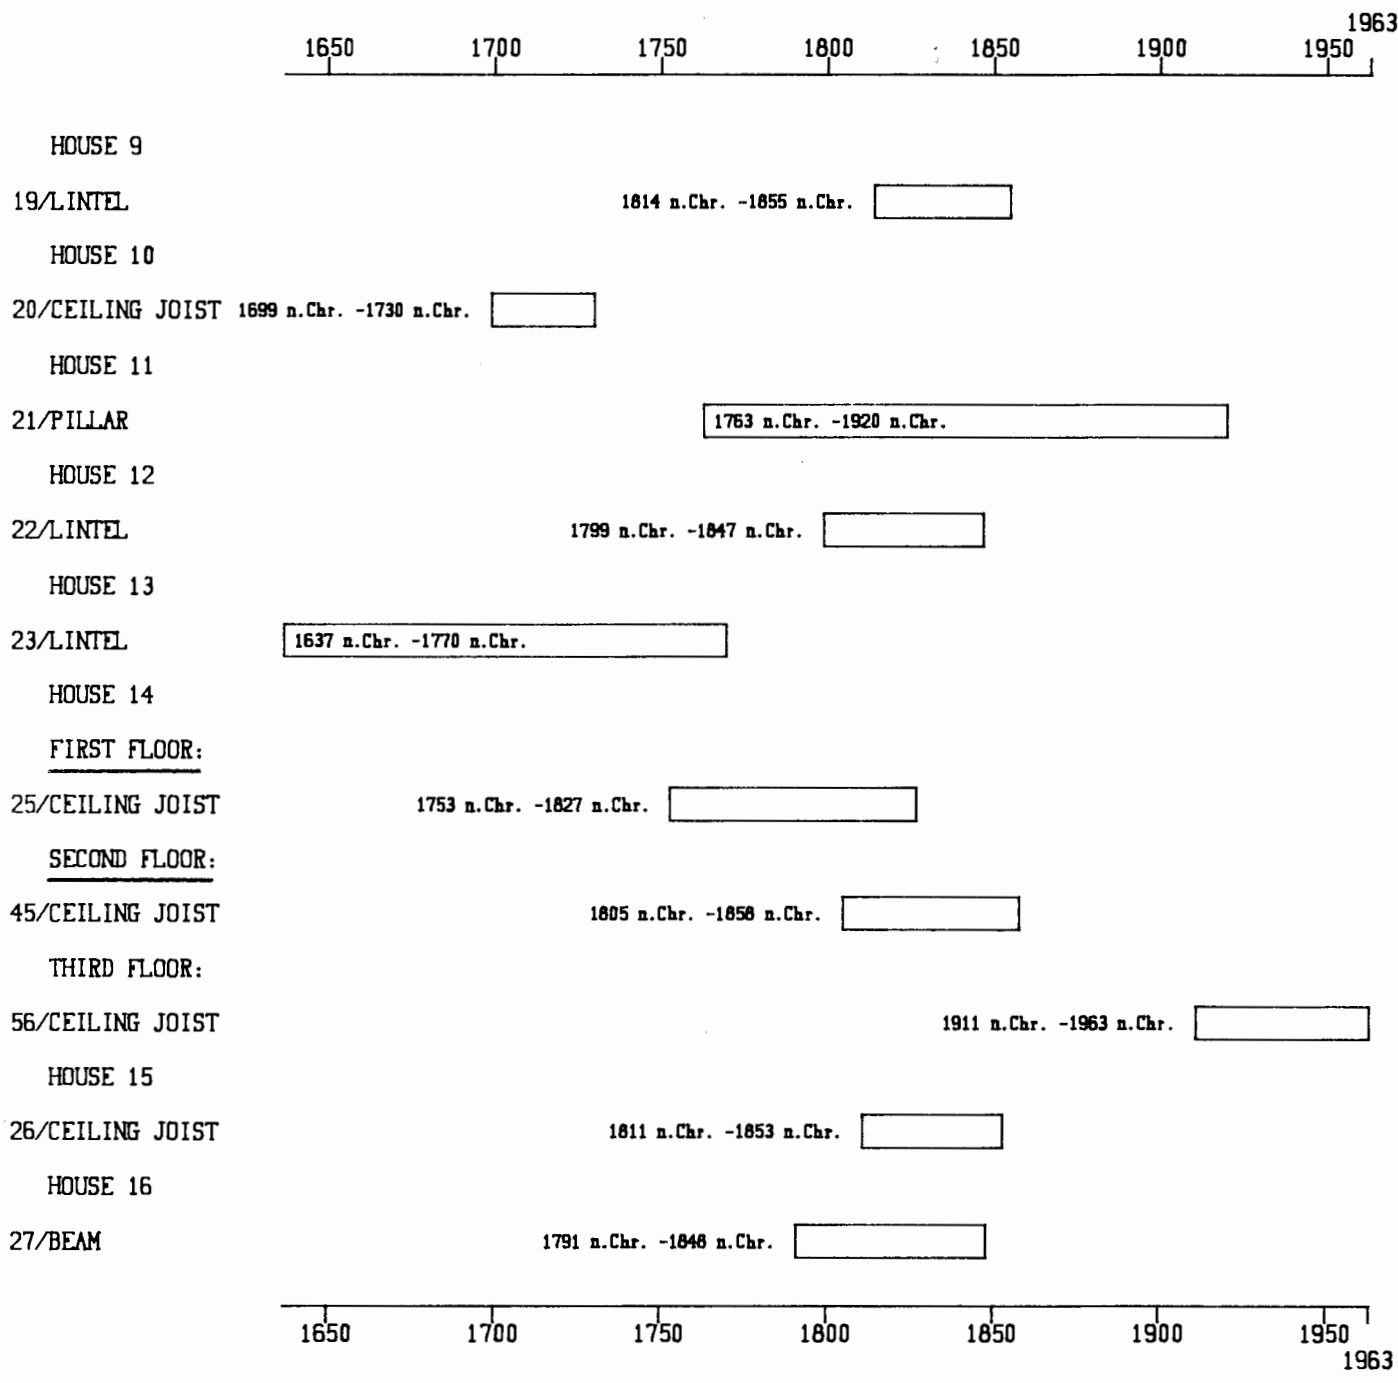 1963
1650 1700 1750 1800 1850 1900 1950
HOUSE 9
19/LINTEL 1814 n.Chr. -1855 n.Chr.
HOUSE 10
20/CEILING JOIST 1699 n.Chr. -1730 n.Chr.
HOUSE 11
21/PILLAR 1763 n.Chr. -1920 n.Chr.
HOUSE 12
22/LINTEL 1799 n.Chr. -1847 n.Chr.
HOUSE 13
23/LINTEL 1637 n.Chr. -1770 n.Chr.
HOUSE 14
FIRST FLOOR:
25/CEILING JOIST 1753 n.Chr. -1827 n.Chr.
SECOND FLOOR:
45/CEILING JOIST 1805 n.Chr. -1858 n.Chr.
THIRD FLOOR:
56/CEILING JOIST 1911 n.Chr. -1963 n.Chr.
HOUSE 15
26/CEILING JOIST 1811 n.Chr. -1853 n.Chr.
HOUSE 16
27/BEAM 1791 n.Chr. -1848 n.Chr.
1650 1700 1750 1800 1850 1900 1950
1963